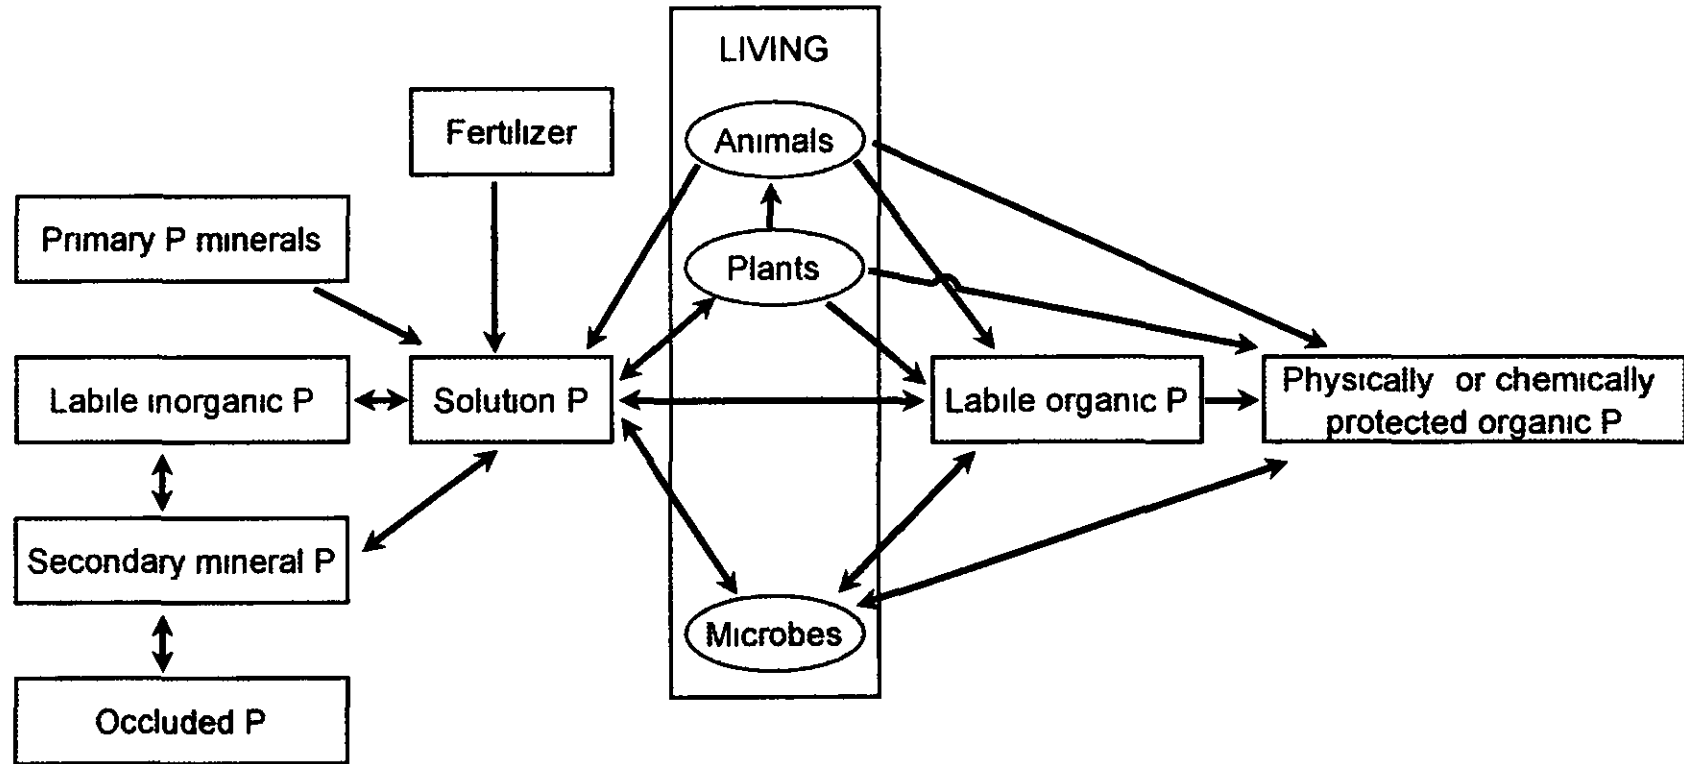 LIVING
Fertilizer
Animals
Primary P minerals
Plants
Labile inorganic P
Solution P
Labile organic P
Physically or chemically
protected organic P
Secondary mineral P
Microbes
Occluded P